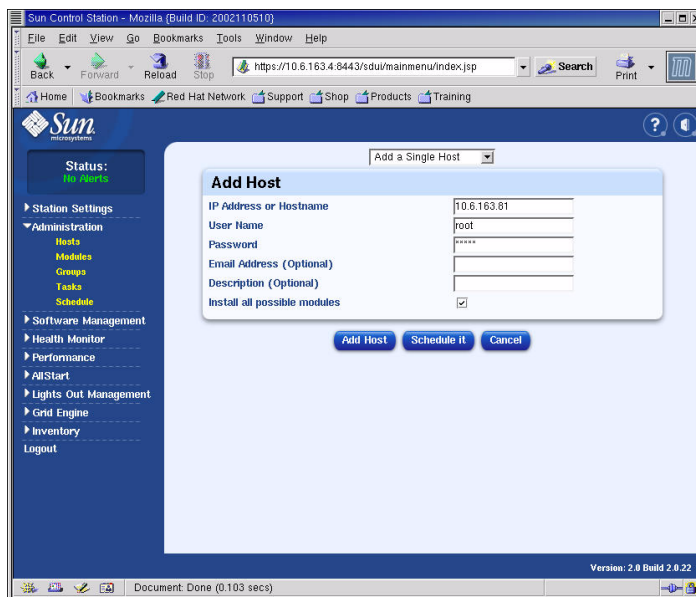 Sun Control Station - Mozilla {Build ID: 2002110510}
File Edit View Go Bookmarks Tools Window Help
Back Forward Reload Stop https://10.6.163.4:8443/sdui/mainmenu/index.jsp Search Print
Home Bookmarks Red Hat Network Support Shop Products Training
Sun
microsystems
?
Status:
No Alerts
Add a Single Host
Add Host
IP Address or Hostname 10.6.163.81
User Name root
Password *****
Email Address (Optional)
Description (Optional)
Install all possible modules
Add Host Schedule it Cancel
Station Settings
Administration
Hosts
Modules
Groups
Tasks
Schedule
Software Management
Health Monitor
Performance
AllStart
Lights Out Management
Grid Engine
Inventory
Logout
Version: 2.0 Build 2.0.22
Document: Done (0.103 secs)